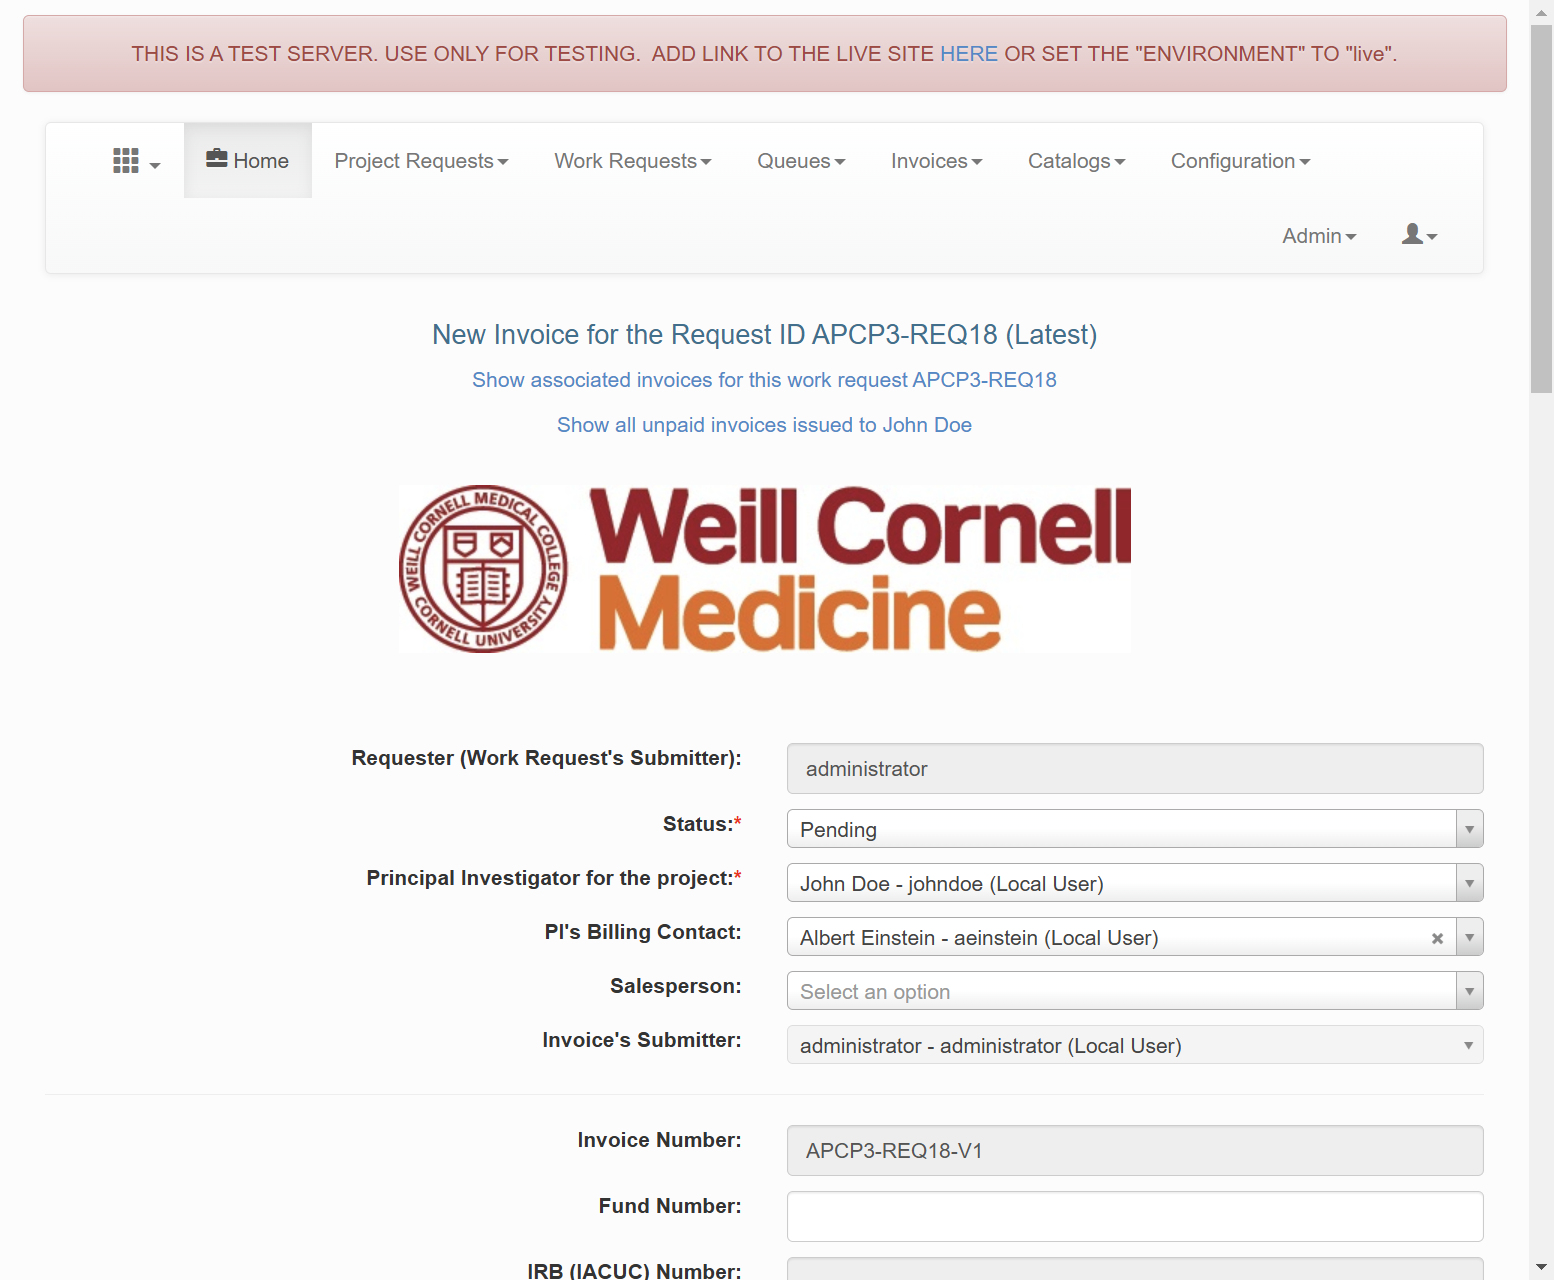 THIS IS A TEST SERVER. USE ONLY FOR TESTING.  ADD LINK TO THE LIVE SITE HERE OR SET THE "ENVIRONMENT" TO "live".
Home
Project Requests
Work Requests
Queues
Invoices
Catalogs
Configuration
Admin
New Invoice for the Request ID APCP3-REQ18 (Latest)
Show associated invoices for this work request APCP3-REQ18
Show all unpaid invoices issued to John Doe
WEILL CORNELL MEDICAL COLLEGE
CORNELL UNIVERSITY
Weill Cornell
Medicine
Requester (Work Request's Submitter):
administrator
Status:*
Pending
Principal Investigator for the project:*
John Doe - johndoe (Local User)
PI's Billing Contact:
Albert Einstein - aeinstein (Local User)
Salesperson:
Select an option
Invoice's Submitter:
administrator - administrator (Local User)
Invoice Number:
APCP3-REQ18-V1
Fund Number:
IRB (IACUC) Number: